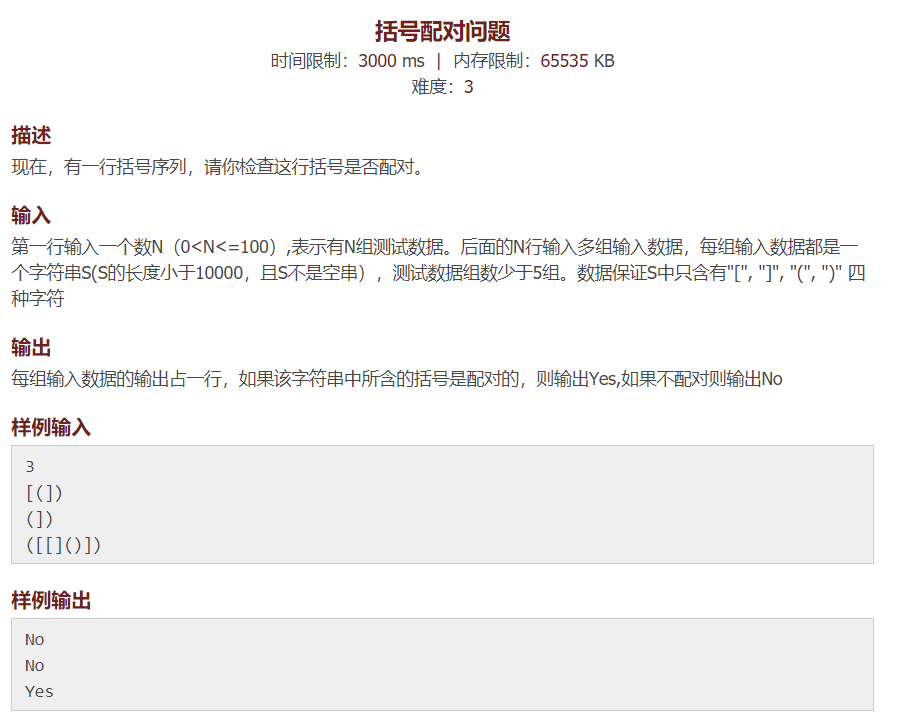 括号配对问题
时间限制：3000 ms | 内存限制：65535 KB
难度：3
描述
现在，有一行括号序列，请你检查这行括号是否配对。
输入
第一行输入一个数N（0<N<=100）,表示有N组测试数据。后面的N行输入多组输入数据，每组输入数据都是一
个字符串S(S的长度小于10000，且S不是空串），测试数据组数少于5组。数据保证S中只含有"[", "]", "(", ")" 四
种字符
输出
每组输入数据的输出占一行，如果该字符串中所含的括号是配对的，则输出Yes,如果不配对则输出No
样例输入
3
[(])
(])
([[]()])
样例输出
No
No
Yes